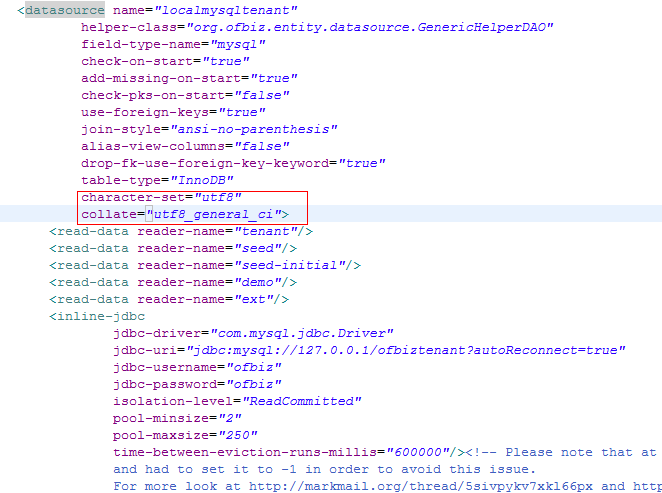 <datasource name="localmysqltenant"
helper-class="org.ofbiz.entity.datasource.GenericHelperDAO"
field-type-name="mysql"
check-on-start="true"
add-missing-on-start="true"
check-pks-on-start="false"
use-foreign-keys="true"
join-style="ansi-no-parenthesis"
alias-view-columns="false"
drop-fk-use-foreign-key-keyword="true"
table-type="InnoDB"
character-set="utf8"
collate="utf8_general_ci">
<read-data reader-name="tenant"/>
<read-data reader-name="seed"/>
<read-data reader-name="seed-initial"/>
<read-data reader-name="demo"/>
<read-data reader-name="ext"/>
<inline-jdbc
jdbc-driver="com.mysql.jdbc.Driver"
jdbc-uri="jdbc:mysql://127.0.0.1/ofbiztenant?autoReconnect=true"
jdbc-username="ofbiz"
jdbc-password="ofbiz"
isolation-level="ReadCommitted"
pool-minsize="2"
pool-maxsize="250"
time-between-eviction-runs-millis="600000"/><!-- Please note that at
and had to set it to -1 in order to avoid this issue.
For more look at http://markmail.org/thread/5sivpykv7xkl66px and http